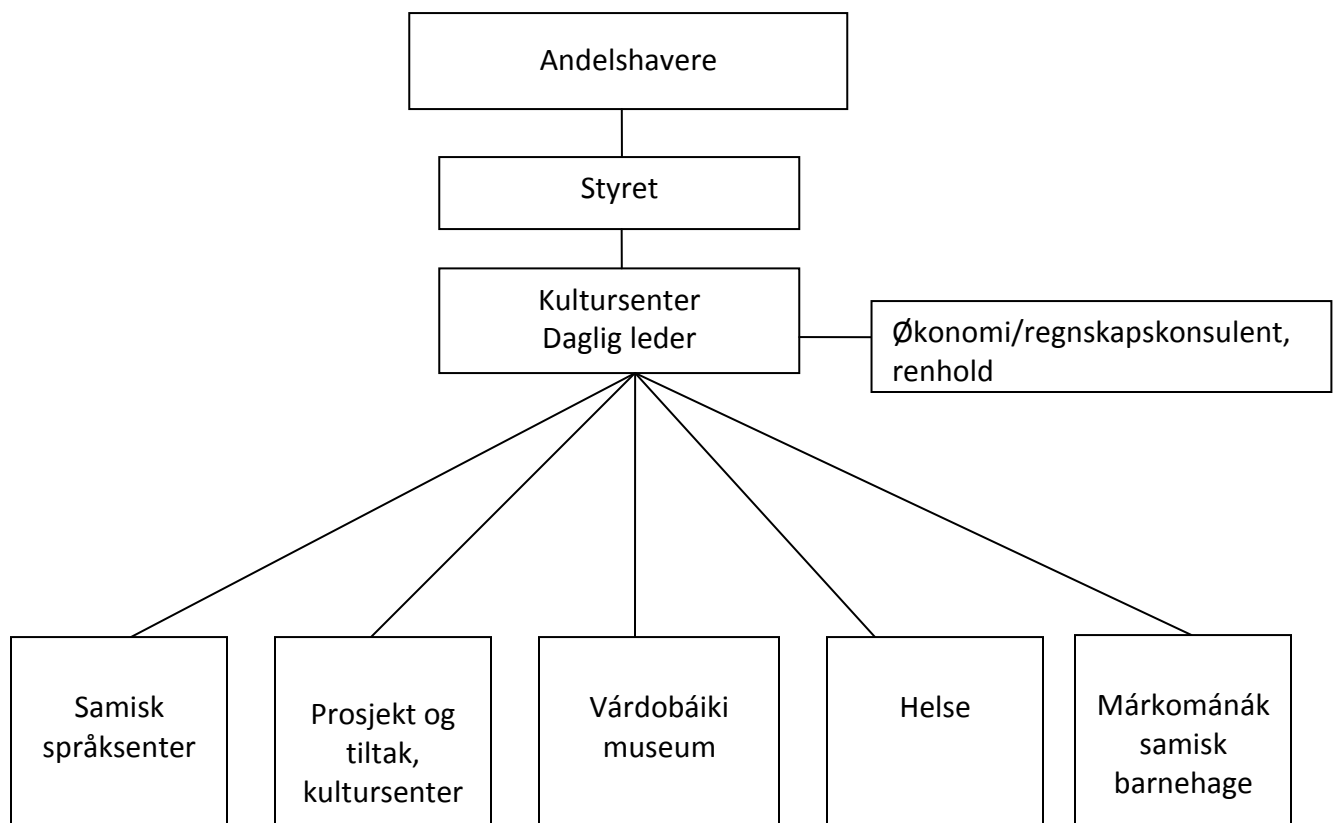 Andelshavere
Styret
Kultursenter
Daglig leder
Økonomi/regnskapskonsulent,
renhold
Samisk
språksenter
Prosjekt og
tiltak,
kultursenter
Várdobáiki
museum
Helse
Márkománák
samisk
barnehage